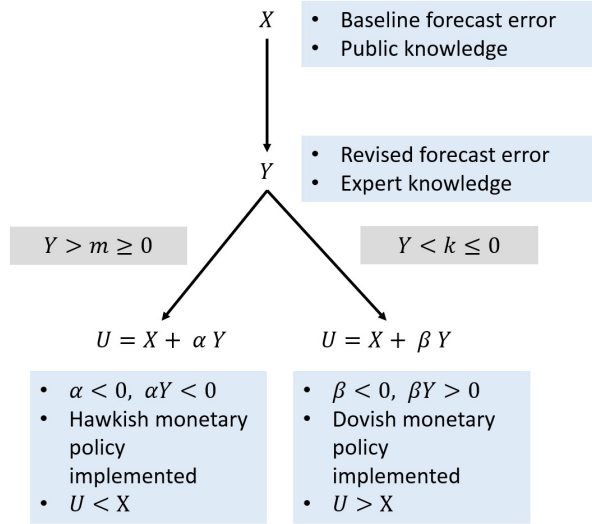 X
• Baseline forecast error
• Public knowledge
Y
• Revised forecast error
• Expert knowledge
Y > m ≥ 0
Y < k ≤ 0
U = X + α Y
U = X + β Y
• α < 0, αY < 0
• Hawkish monetary
policy
implemented
• U < X
• β < 0, βY > 0
• Dovish monetary
policy
implemented
• U > X